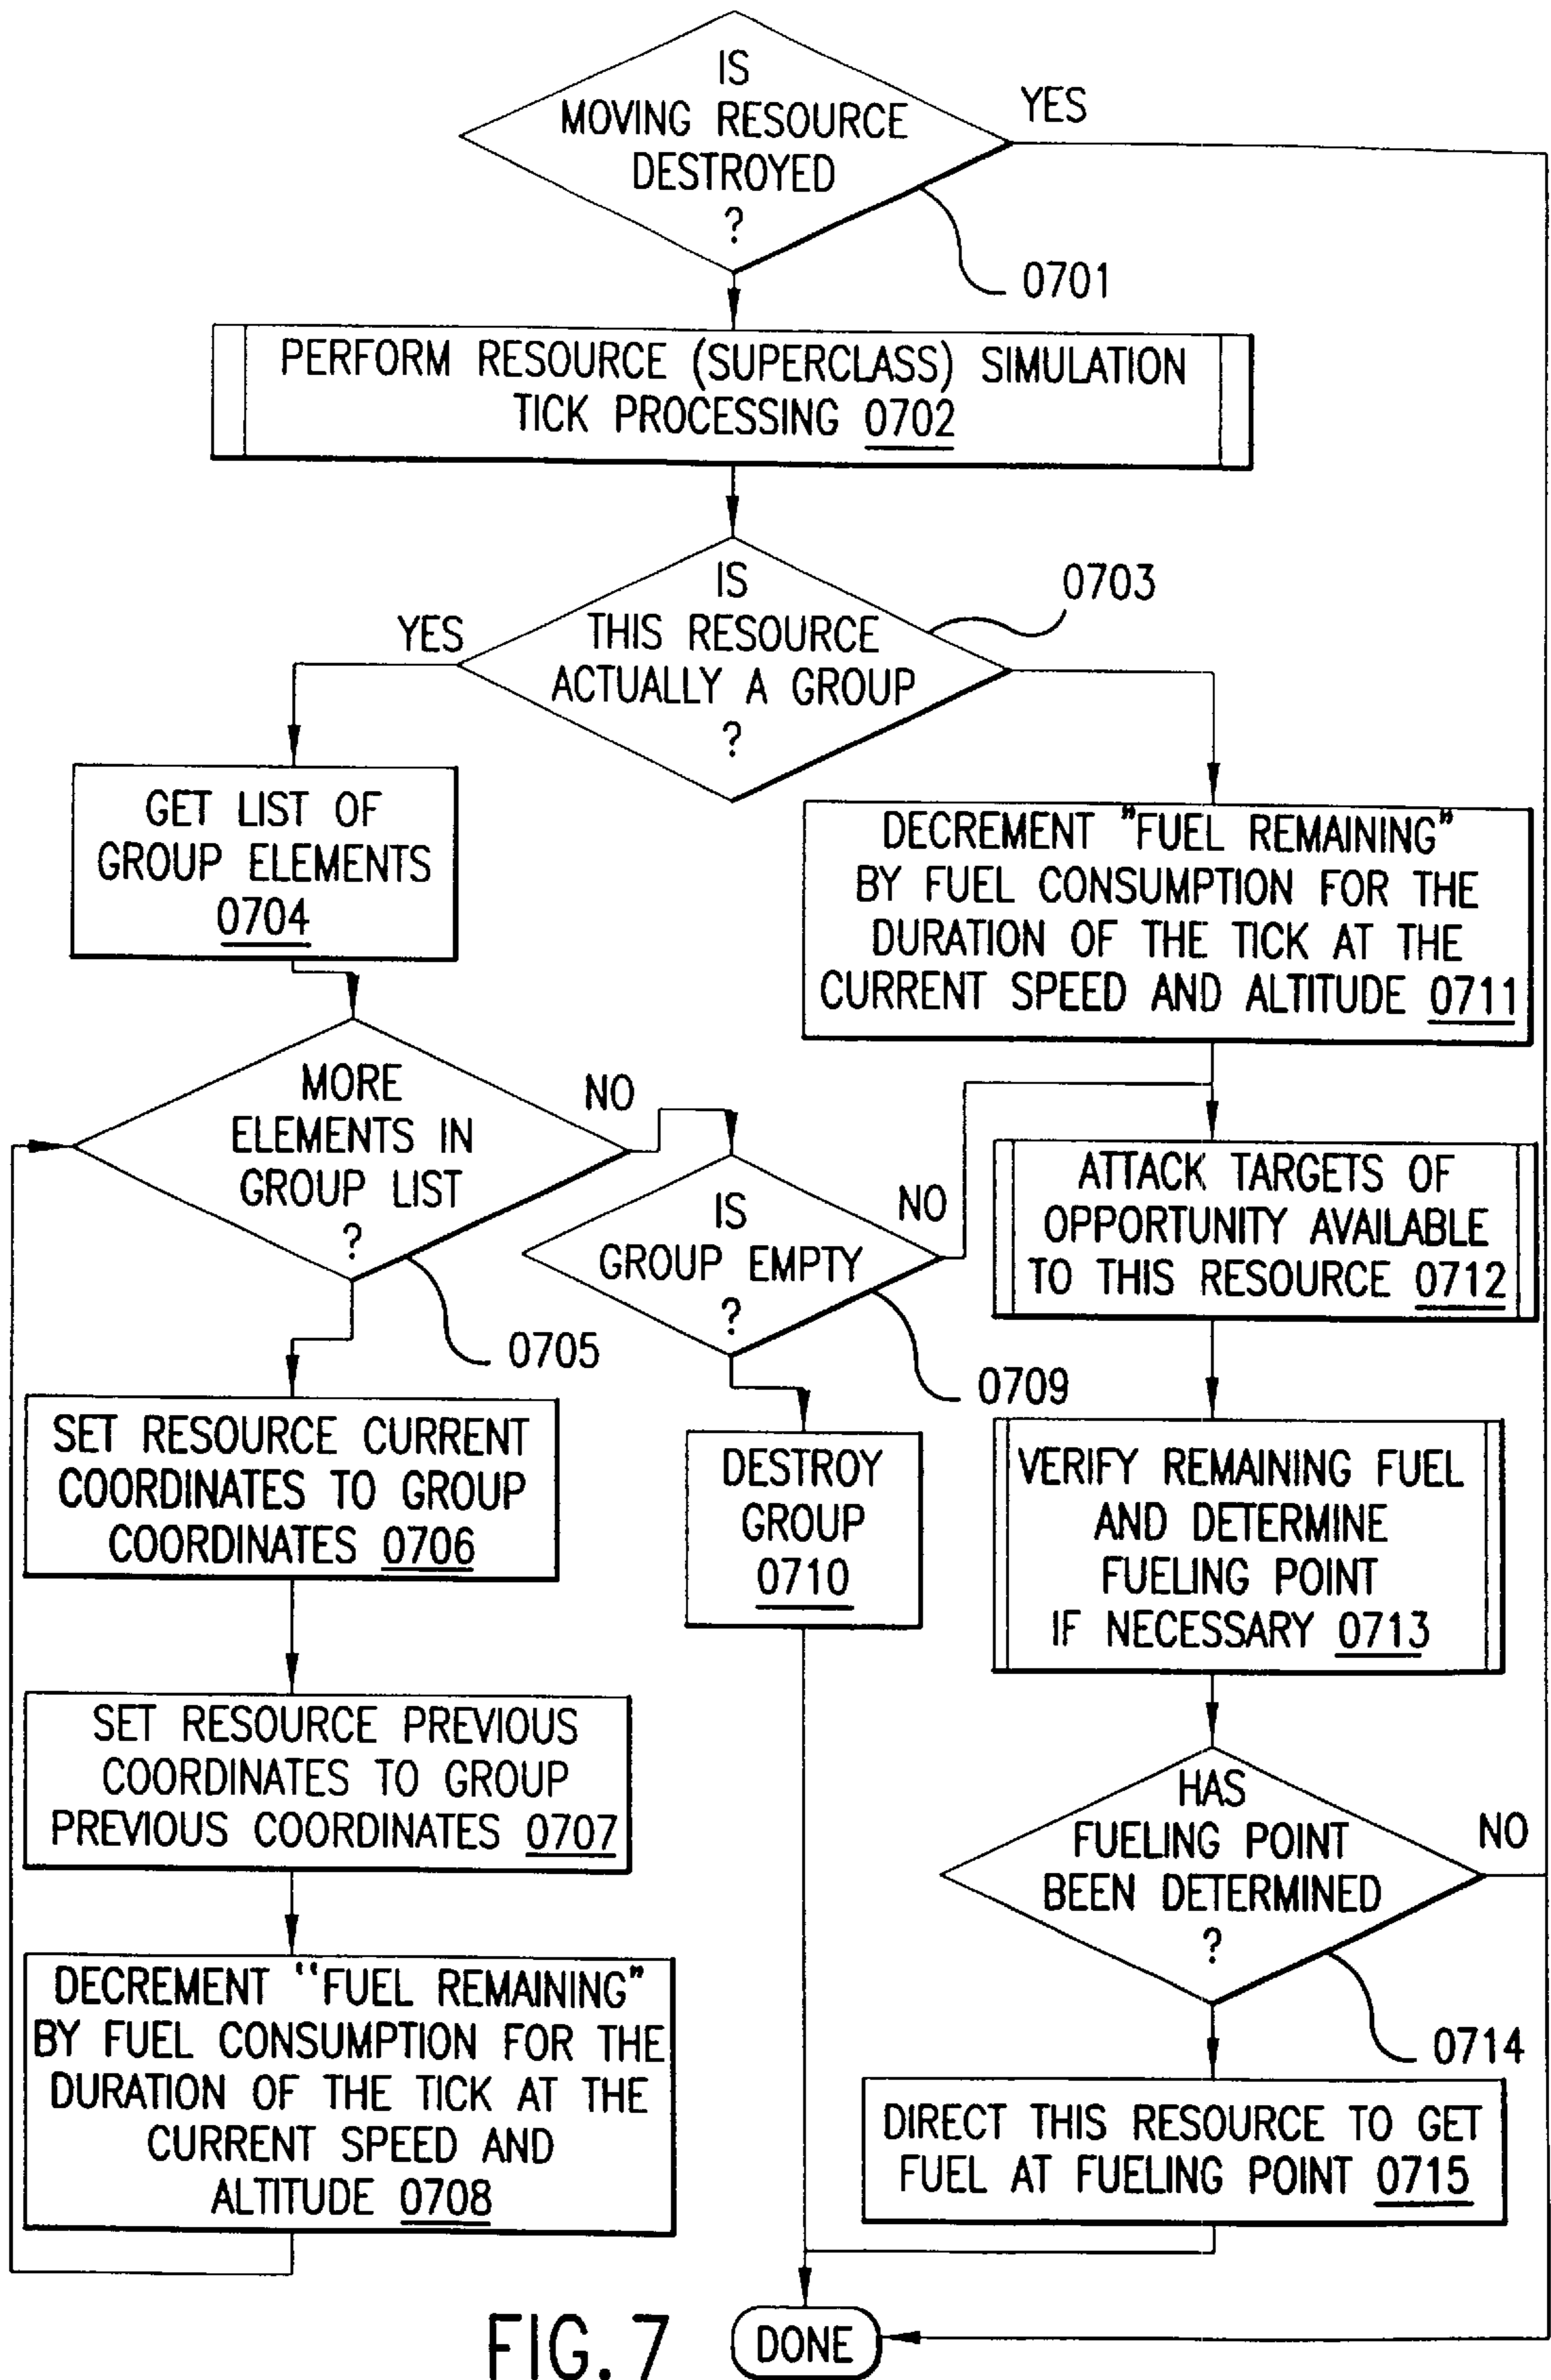 IS
MOVING RESOURCE
DESTROYED
?
YES
0701
PERFORM RESOURCE (SUPERCLASS) SIMULATION
TICK PROCESSING 0702
IS
THIS RESOURCE
ACTUALLY A GROUP
?
YES
0703
GET LIST OF
GROUP ELEMENTS
0704
DECREMENT "FUEL REMAINING"
BY FUEL CONSUMPTION FOR THE
DURATION OF THE TICK AT THE
CURRENT SPEED AND ALTITUDE 0711
MORE
ELEMENTS IN
GROUP LIST
?
NO
0705
IS
GROUP EMPTY
?
NO
0709
ATTACK TARGETS OF
OPPORTUNITY AVAILABLE
TO THIS RESOURCE 0712
SET RESOURCE CURRENT
COORDINATES TO GROUP
COORDINATES 0706
DESTROY
GROUP
0710
VERIFY REMAINING FUEL
AND DETERMINE
FUELING POINT
IF NECESSARY 0713
SET RESOURCE PREVIOUS
COORDINATES TO GROUP
PREVIOUS COORDINATES 0707
HAS
FUELING POINT
BEEN DETERMINED
?
NO
0714
DECREMENT "FUEL REMAINING"
BY FUEL CONSUMPTION FOR THE
DURATION OF THE TICK AT THE
CURRENT SPEED AND
ALTITUDE 0708
DIRECT THIS RESOURCE TO GET
FUEL AT FUELING POINT 0715
DONE
FIG. 7